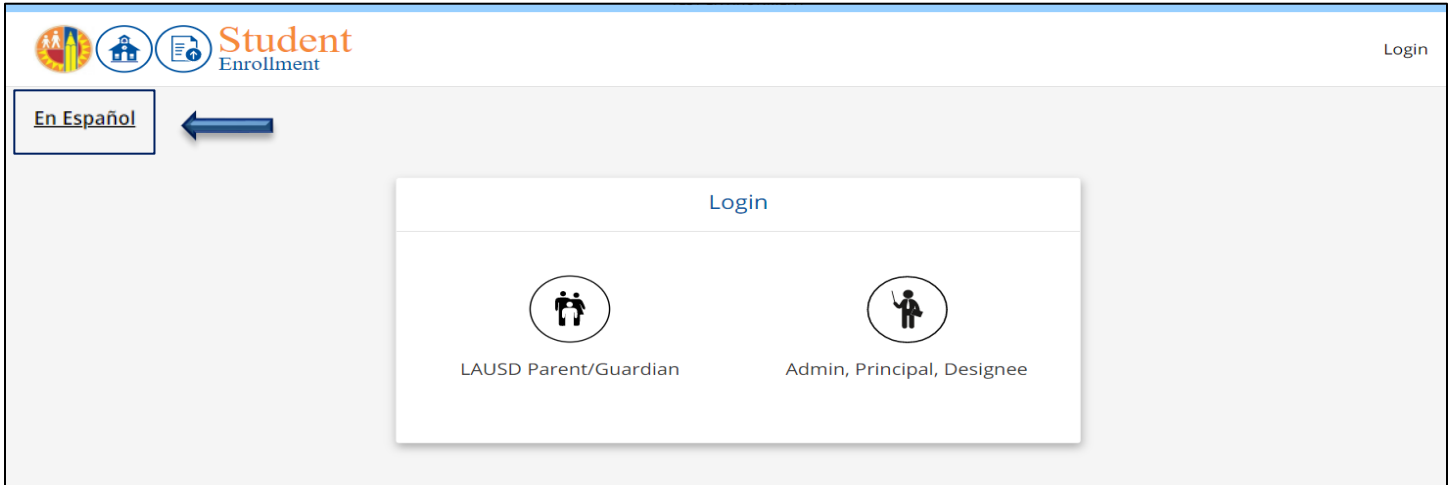 Student
Enrollment
Login
En Español
Login
LAUSD Parent/Guardian
Admin, Principal, Designee